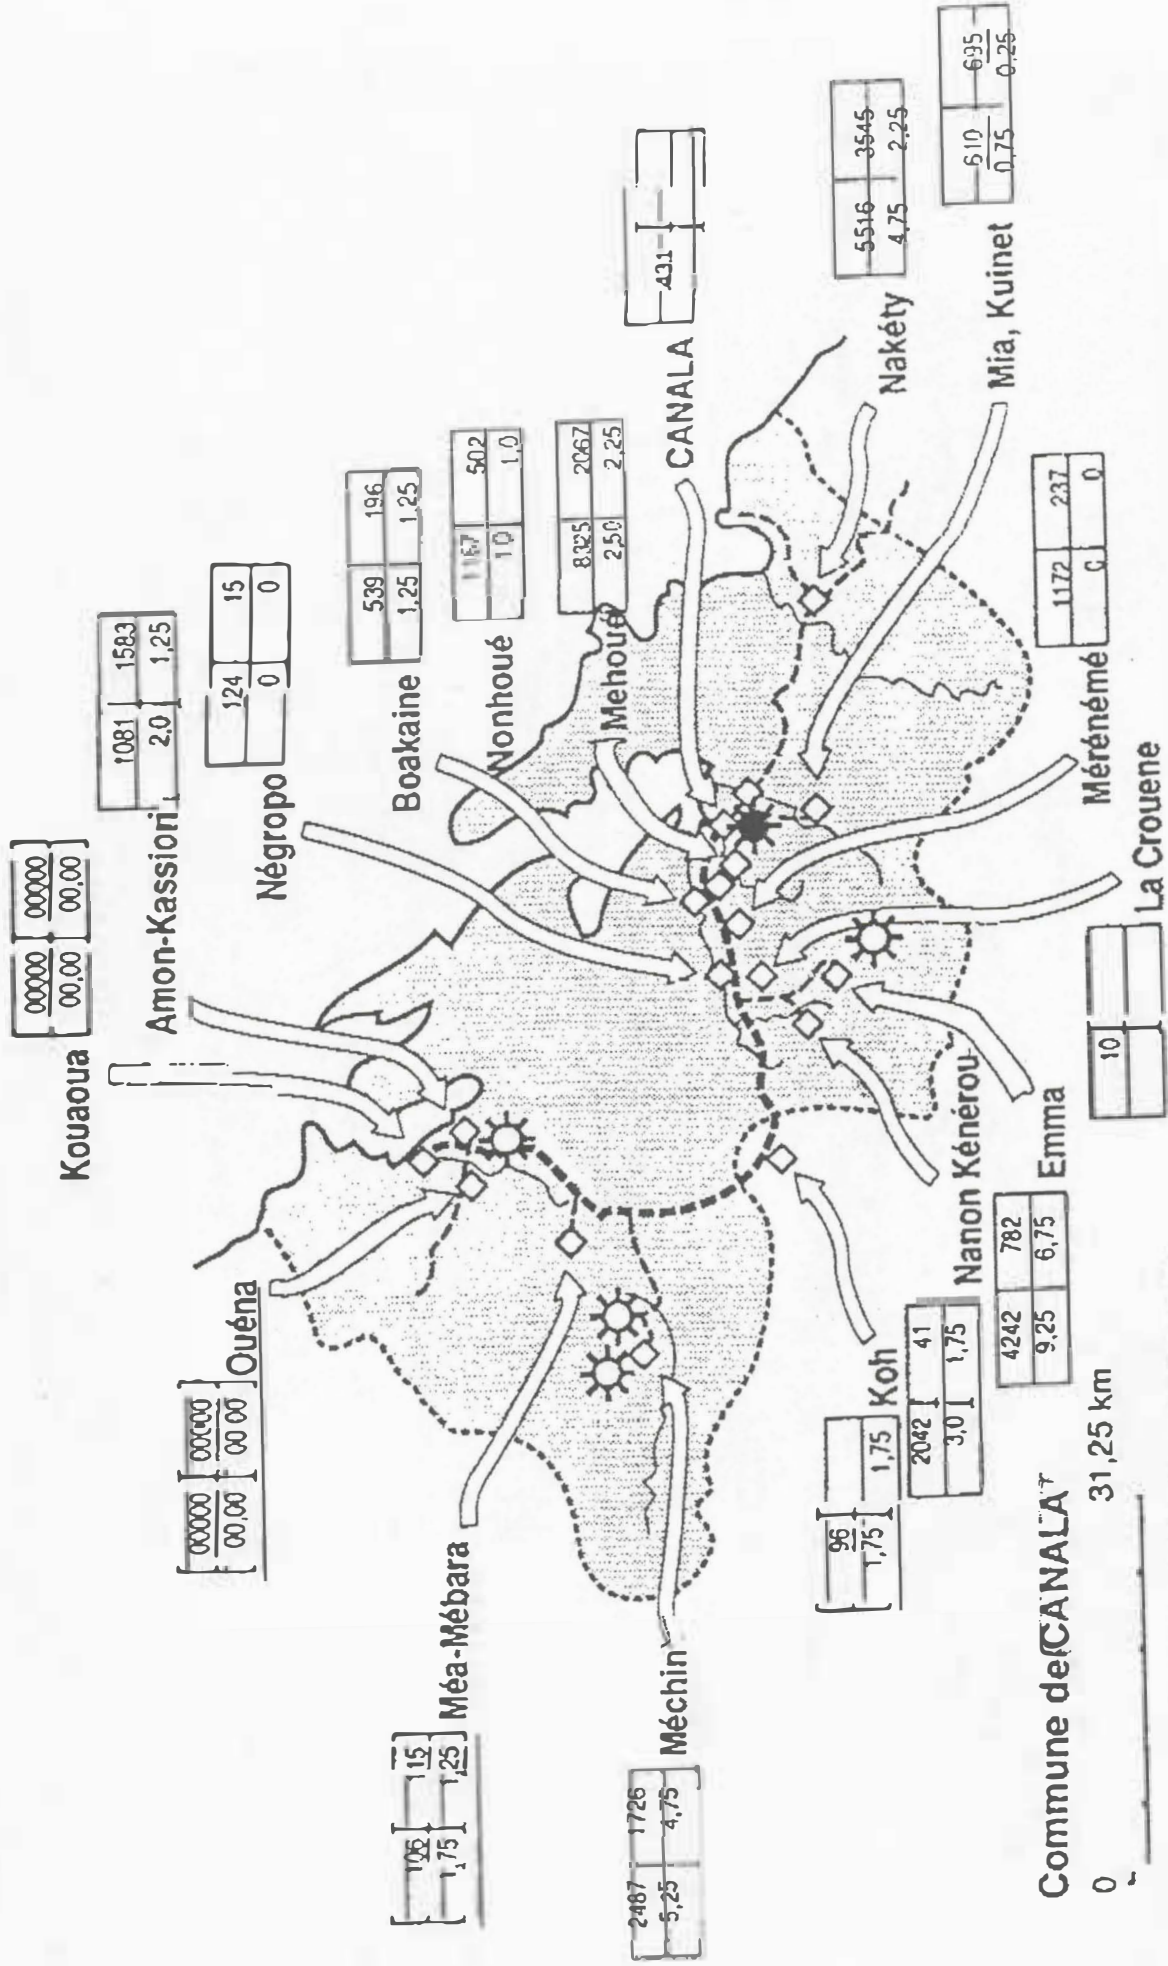 Kouaoua
00000 00000
00,00 00,00
Amon-Kassion
1081 1583
2,0 1,25
Négropo
124 15
0 0
Boakaine
539 196
1,25 1,25
Nonhoué
1167 502
10 1,0
Mehoué
8325 2067
2,50 2,25
CANALA
431
Nakéty
5516 3545
4,75 2,25
Mia, Kuinet
610 695
0,75 0,25
Ouéna
00000 00000
00,00 00 00
Méa-Mébara
106 115
1,75 1,25
Méchin
2487 1726
5,25 4,75
Koh
96
1,75 1,75
Nanon Kénérou
2042 41
3,0 1,75
Emma
4242 782
9,25 6,75
La Crouene
10
Mérénémé
1172 237
C 0
Commune de CANALA
0 31,25 km